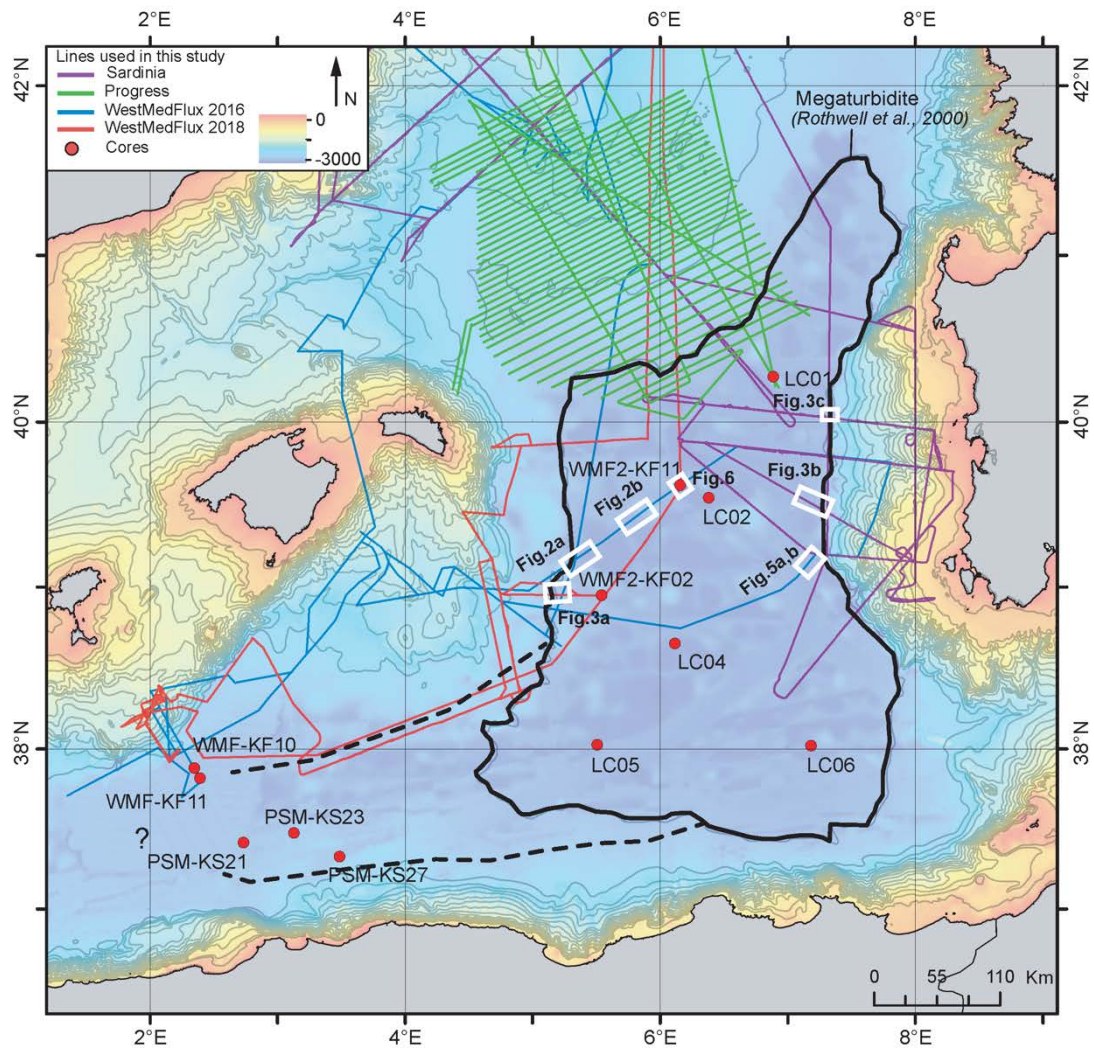 2°E 4°E 6°E 8°E
Lines used in this study
Sardinia
Progress
WestMedFlux 2016
WestMedFlux 2018
Cores
N
0
-3000
42°N
42°N
Megaturbidite
(Rothwell et al., 2000)
LC01
Fig.3c
40°N
40°N
WMF2-KF11
Fig.6
Fig.3b
Fig.2b
LC02
Fig.2a
Fig.5a,b
WMF2-KF02
Fig.3a
LC04
38°N
38°N
WMF-KF10
LC05
LC06
WMF-KF11
PSM-KS23
?
PSM-KS21
PSM-KS27
0 55 110 Km
2°E 4°E 6°E 8°E